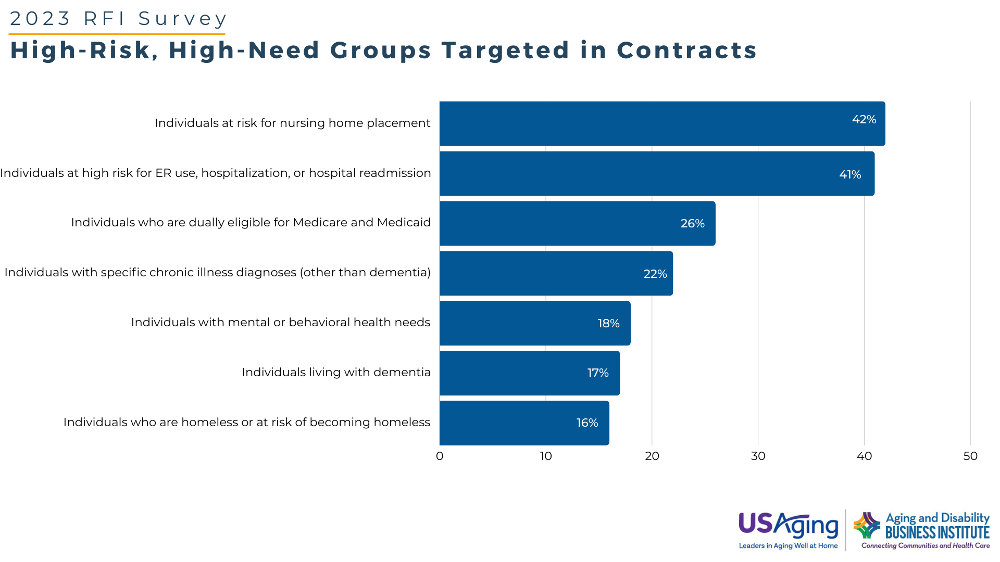 2023 RFI Survey
High-Risk, High-Need Groups Targeted in Contracts
Individuals at risk for nursing home placement
42%
Individuals at high risk for ER use, hospitalization, or hospital readmission
41%
Individuals who are dually eligible for Medicare and Medicaid
26%
Individuals with specific chronic illness diagnoses (other than dementia)
22%
Individuals with mental or behavioral health needs
18%
Individuals living with dementia
17%
Individuals who are homeless or at risk of becoming homeless
16%
0 10 20 30 40 50
USAging
Leaders in Aging Well at Home
Aging and Disability
BUSINESS INSTITUTE
Connecting Communities and Health Care